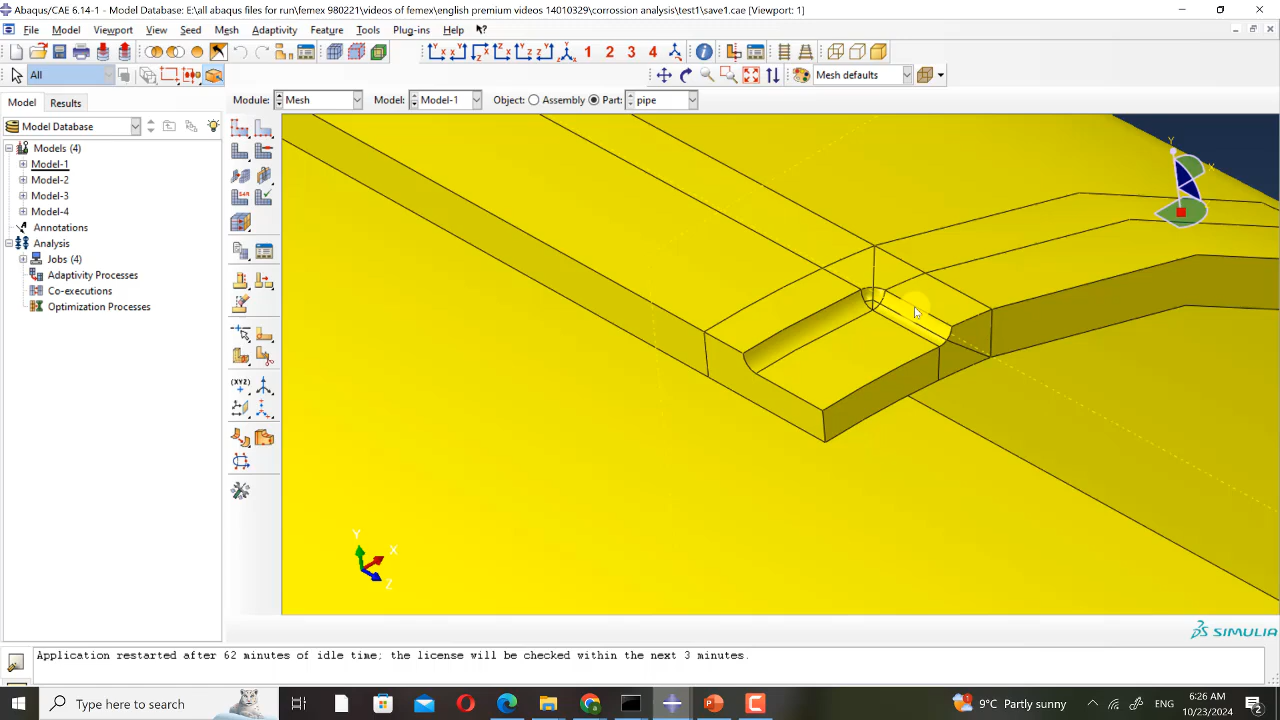 Abaqus/CAE 6.14-1 - Model Database: E:\all abaqus files for run\femex 980221\videos of femex\english premium videos 14010329\corrossion analysis\test1\save1.cae [Viewport: 1]
File Model Viewport View Seed Mesh Adaptivity Feature Tools Plug-ins Help
1 2 3 4
All
Mesh defaults
Model Results
Module: Mesh Model: Model-1 Object: Assembly Part: pipe
Model Database
Models (4)
Model-1
Model-2
Model-3
Model-4
Annotations
Analysis
Jobs (4)
Adaptivity Processes
Co-executions
Optimization Processes
(XYZ)
Y
Y
X
Z
SIMULIA
Application restarted after 62 minutes of idle time; the license will be checked within the next 3 minutes.
Type here to search
9°C Partly sunny
ENG
6:26 AM
10/23/2024